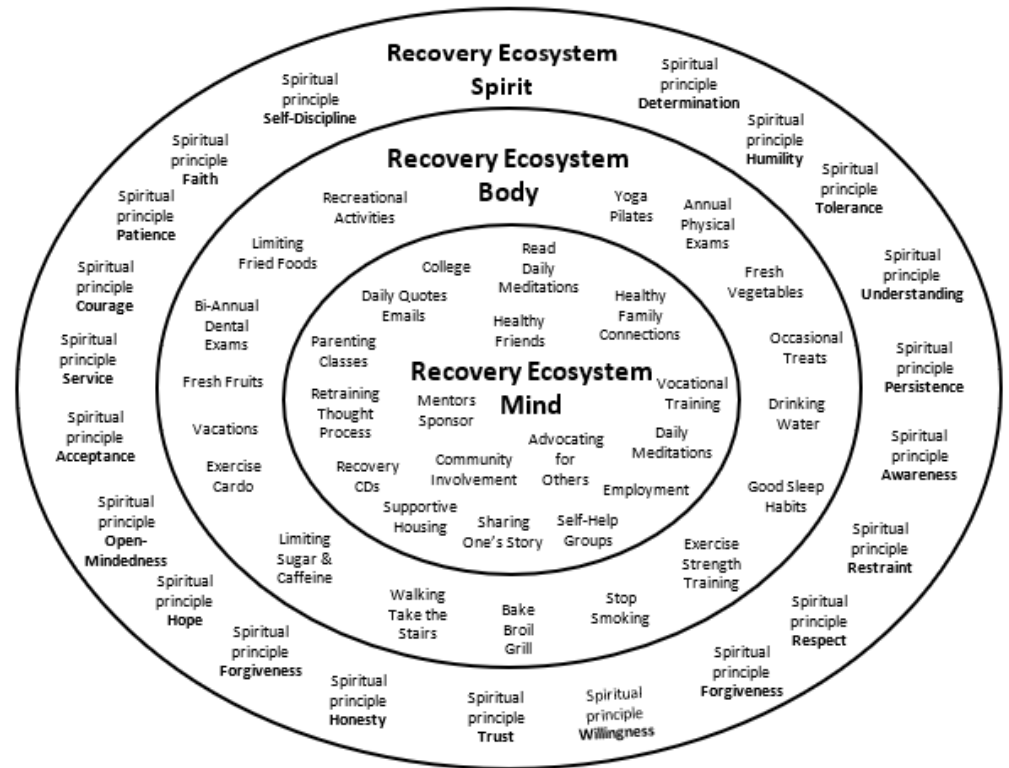 Recovery Ecosystem
Spirit
Spiritual
principle
Self-Discipline
Spiritual
principle
Determination
Spiritual
principle
Humility
Spiritual
principle
Tolerance
Spiritual
principle
Understanding
Spiritual
principle
Persistence
Spiritual
principle
Awareness
Spiritual
principle
Restraint
Spiritual
principle
Respect
Spiritual
principle
Forgiveness
Spiritual
principle
Willingness
Spiritual
principle
Trust
Spiritual
principle
Honesty
Spiritual
principle
Forgiveness
Spiritual
principle
Hope
Spiritual
principle
Open-
Mindedness
Spiritual
principle
Acceptance
Spiritual
principle
Service
Spiritual
principle
Courage
Spiritual
principle
Patience
Spiritual
principle
Faith
Recovery Ecosystem
Body
Recreational
Activities
Yoga
Pilates
Annual
Physical
Exams
Fresh
Vegetables
Occasional
Treats
Drinking
Water
Good Sleep
Habits
Exercise
Strength
Training
Stop
Smoking
Bake
Broil
Grill
Walking
Take the
Stairs
Limiting
Sugar &
Caffeine
Exercise
Cardo
Vacations
Fresh Fruits
Bi-Annual
Dental
Exams
Limiting
Fried Foods
College
Read
Daily
Meditations
Daily Quotes
Emails
Healthy
Friends
Healthy
Family
Connections
Parenting
Classes
Recovery Ecosystem
Mind
Retraining
Thought
Process
Mentors
Sponsor
Vocational
Training
Advocating
for
Others
Daily
Meditations
Recovery
CDs
Community
Involvement
Employment
Supportive
Housing
Sharing
One's Story
Self-Help
Groups